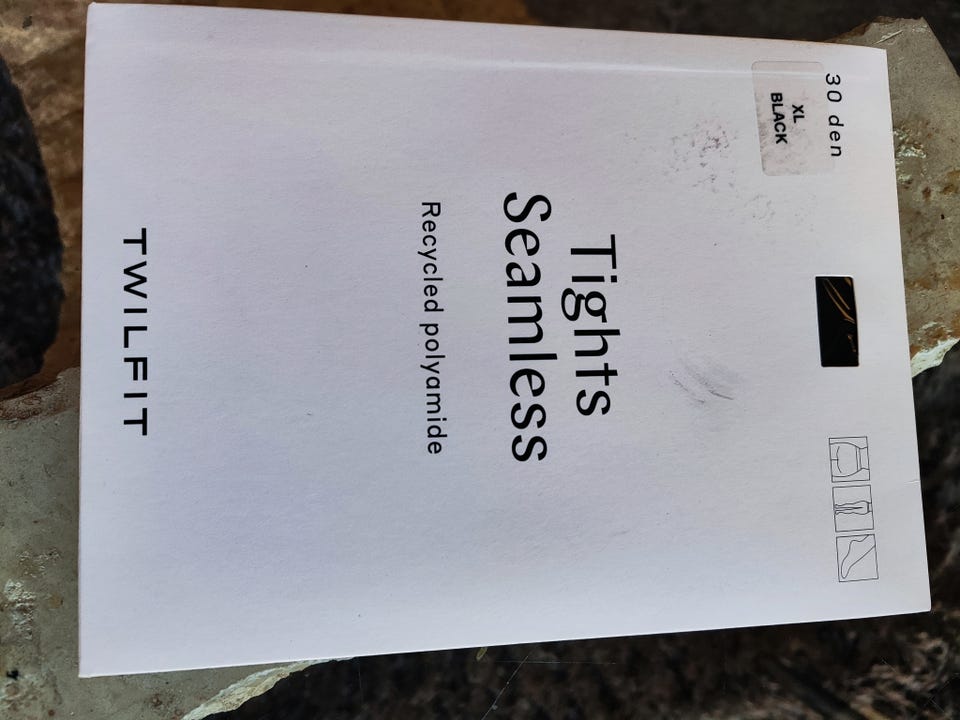 30 den
XL
BLACK
Tights
Seamless
Recycled polyamide
TWILFIT